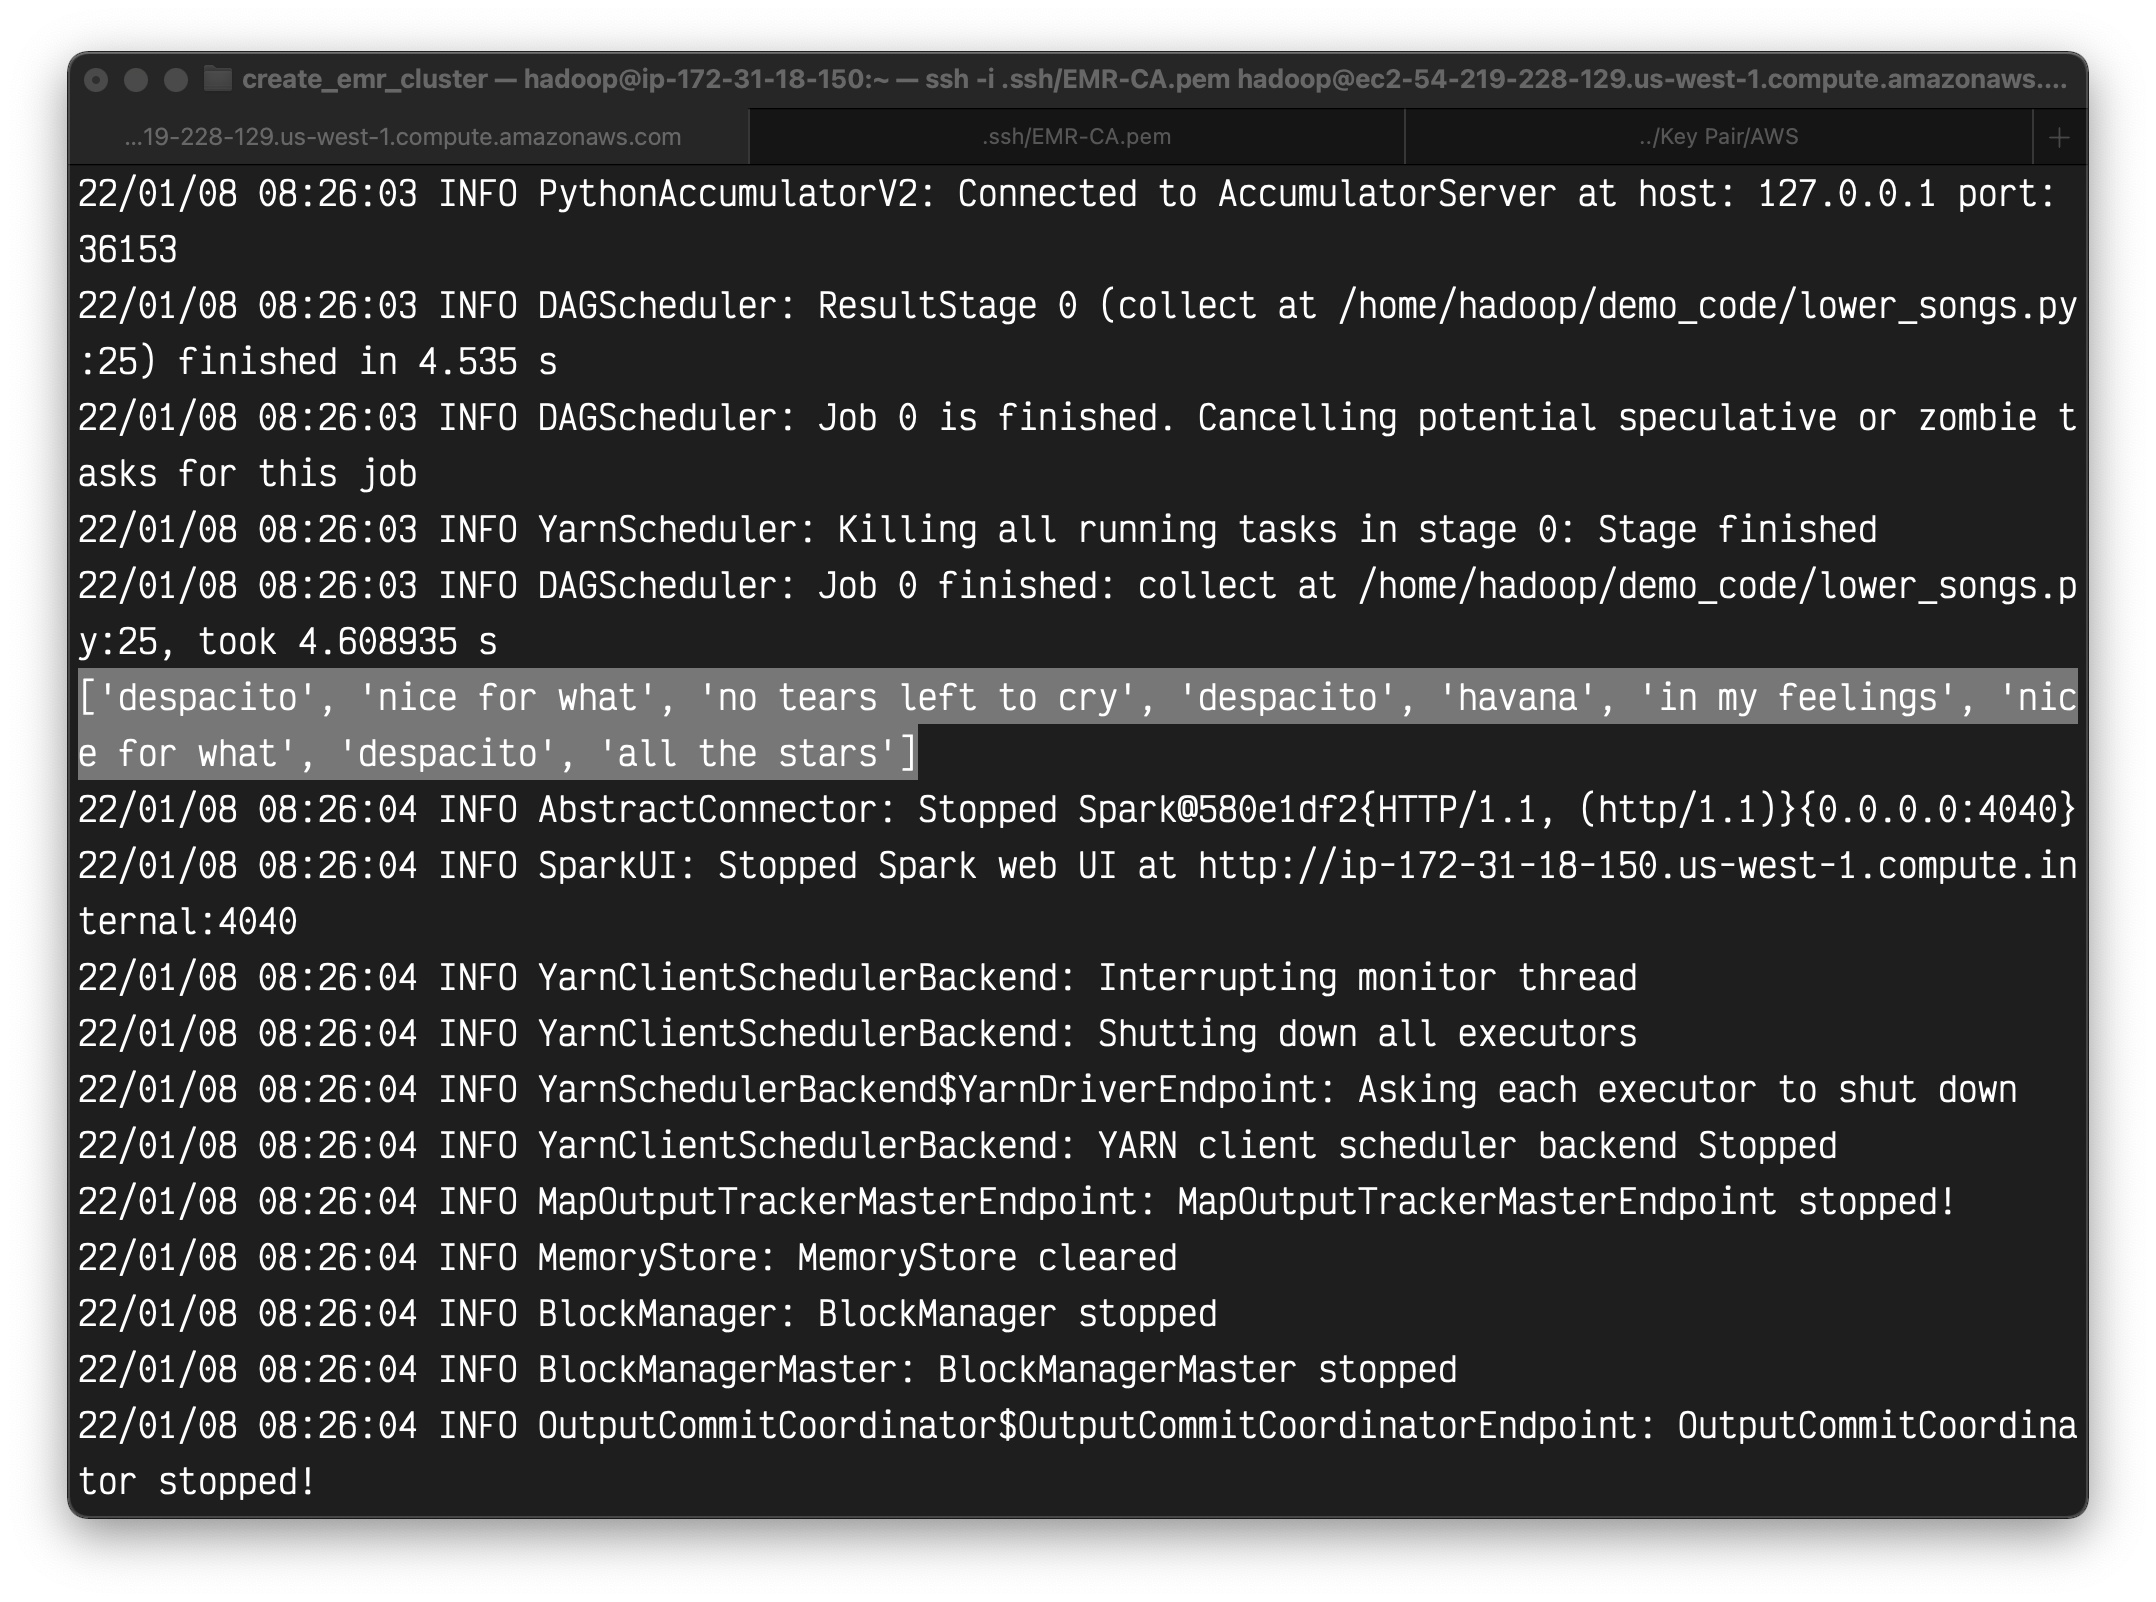 create_emr_cluster — hadoop@ip-172-31-18-150:~ — ssh -i .ssh/EMR-CA.pem hadoop@ec2-54-219-228-129.us-west-1.compute.amazonaws....
...19-228-129.us-west-1.compute.amazonaws.com
.ssh/EMR-CA.pem
../Key Pair/AWS
+
22/01/08 08:26:03 INFO PythonAccumulatorV2: Connected to AccumulatorServer at host: 127.0.0.1 port:
36153
22/01/08 08:26:03 INFO DAGScheduler: ResultStage 0 (collect at /home/hadoop/demo_code/lower_songs.py
:25) finished in 4.535 s
22/01/08 08:26:03 INFO DAGScheduler: Job 0 is finished. Cancelling potential speculative or zombie t
asks for this job
22/01/08 08:26:03 INFO YarnScheduler: Killing all running tasks in stage 0: Stage finished
22/01/08 08:26:03 INFO DAGScheduler: Job 0 finished: collect at /home/hadoop/demo_code/lower_songs.p
y:25, took 4.608935 s
['despacito', 'nice for what', 'no tears left to cry', 'despacito', 'havana', 'in my feelings', 'nic
e for what', 'despacito', 'all the stars']
22/01/08 08:26:04 INFO AbstractConnector: Stopped Spark@580e1df2{HTTP/1.1, (http/1.1)}{0.0.0.0:4040}
22/01/08 08:26:04 INFO SparkUI: Stopped Spark web UI at http://ip-172-31-18-150.us-west-1.compute.in
ternal:4040
22/01/08 08:26:04 INFO YarnClientSchedulerBackend: Interrupting monitor thread
22/01/08 08:26:04 INFO YarnClientSchedulerBackend: Shutting down all executors
22/01/08 08:26:04 INFO YarnSchedulerBackend$YarnDriverEndpoint: Asking each executor to shut down
22/01/08 08:26:04 INFO YarnClientSchedulerBackend: YARN client scheduler backend Stopped
22/01/08 08:26:04 INFO MapOutputTrackerMasterEndpoint: MapOutputTrackerMasterEndpoint stopped!
22/01/08 08:26:04 INFO MemoryStore: MemoryStore cleared
22/01/08 08:26:04 INFO BlockManager: BlockManager stopped
22/01/08 08:26:04 INFO BlockManagerMaster: BlockManagerMaster stopped
22/01/08 08:26:04 INFO OutputCommitCoordinator$OutputCommitCoordinatorEndpoint: OutputCommitCoordina
tor stopped!